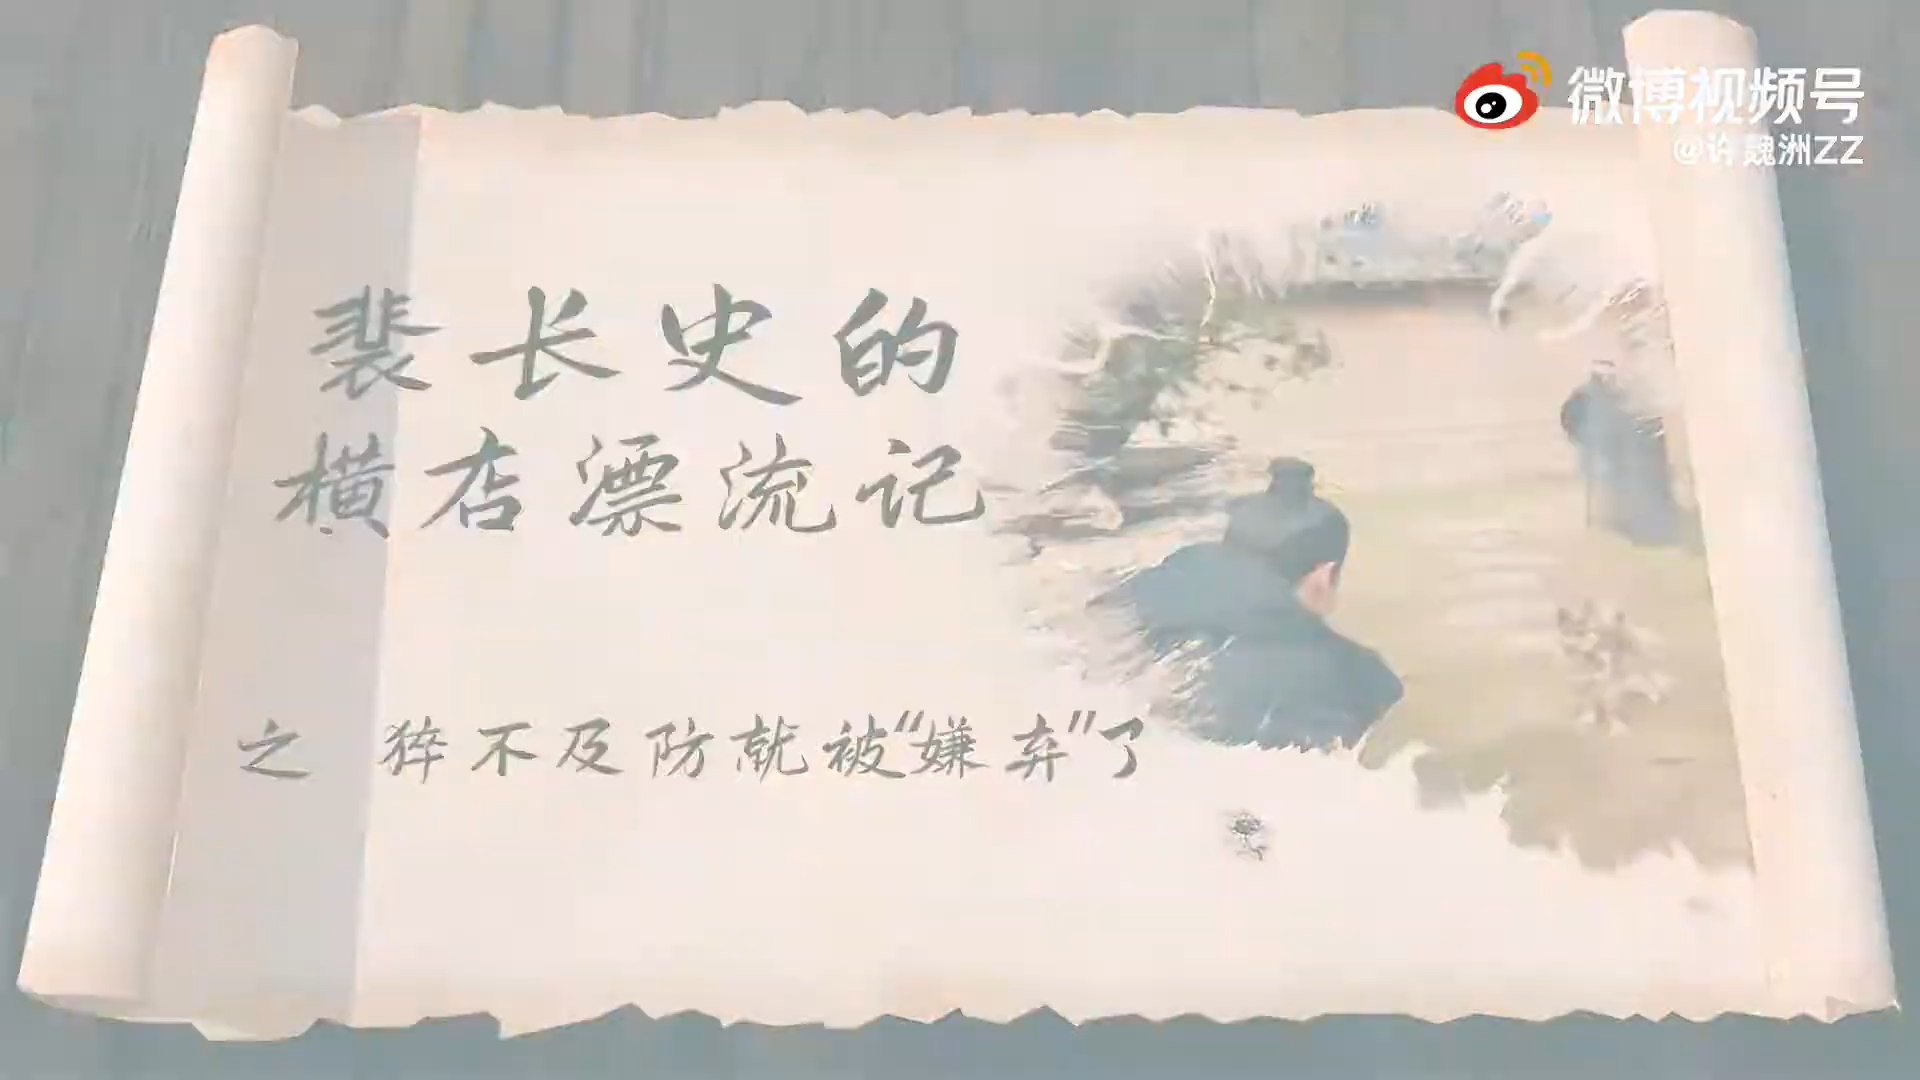 微博视频号
@许魏洲ZZ
裴长史的
横店漂流记
之 猝不及防就被“嫌弃”了